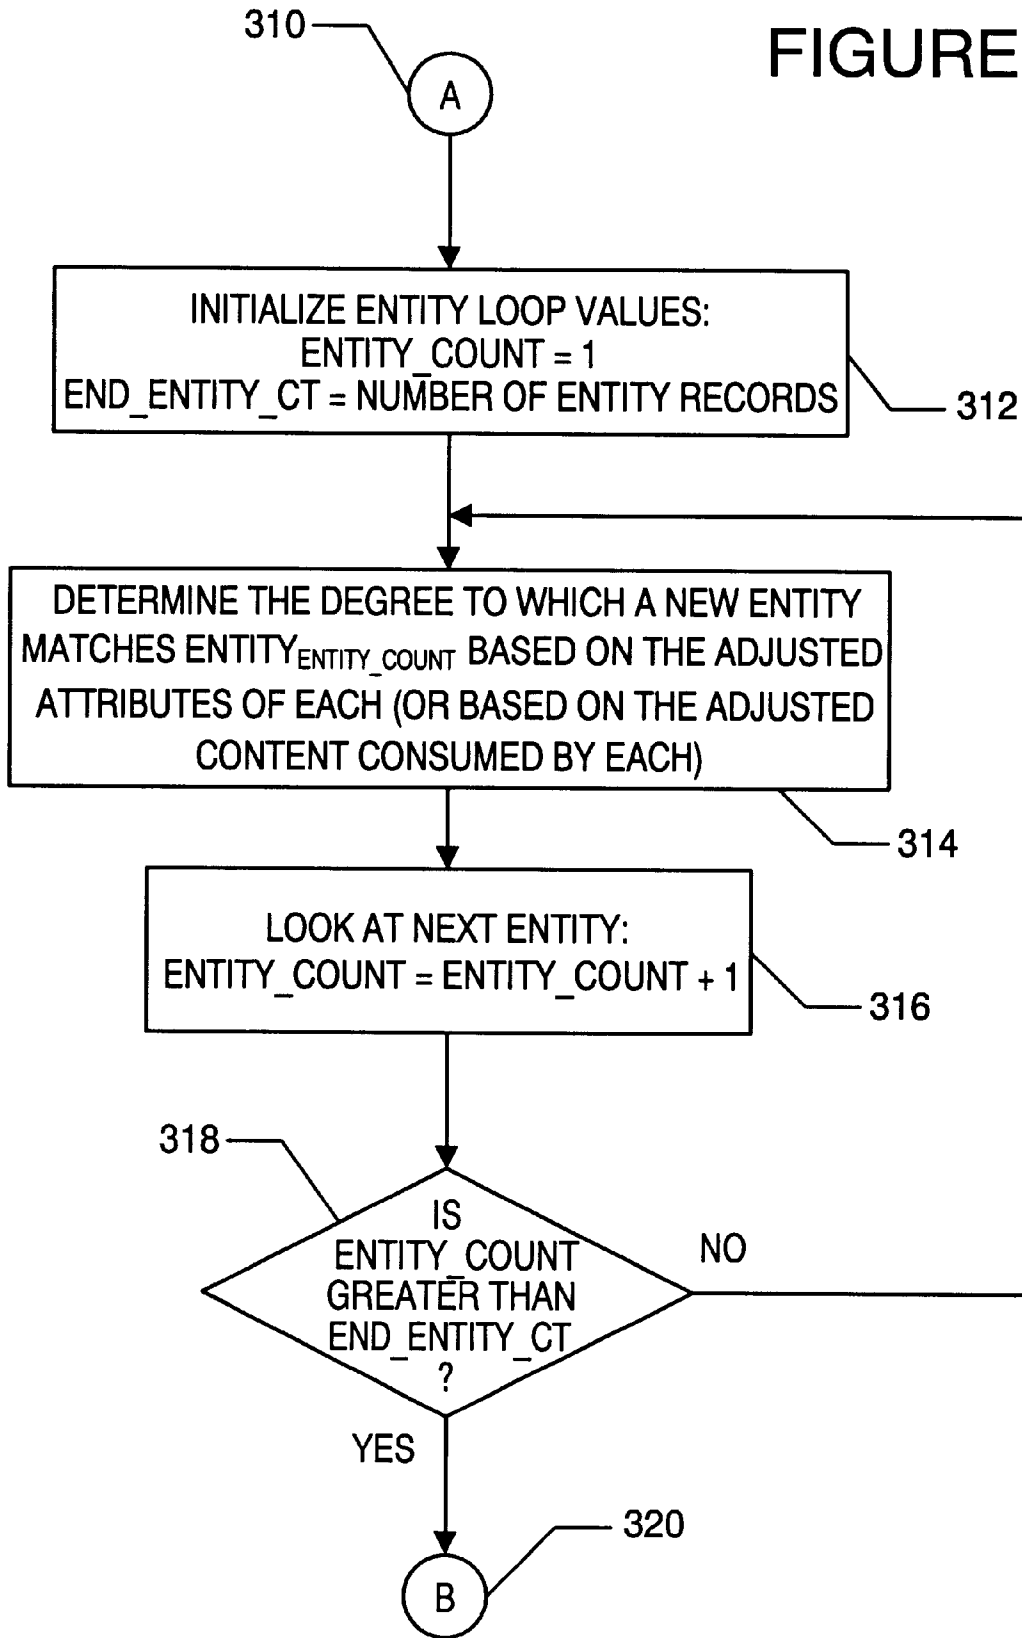 310
FIGURE
A
INITIALIZE ENTITY LOOP VALUES:
ENTITY_COUNT = 1
END_ENTITY_CT = NUMBER OF ENTITY RECORDS
312
DETERMINE THE DEGREE TO WHICH A NEW ENTITY
MATCHES ENTITY ENTITY_COUNT BASED ON THE ADJUSTED
ATTRIBUTES OF EACH (OR BASED ON THE ADJUSTED
CONTENT CONSUMED BY EACH)
314
LOOK AT NEXT ENTITY:
ENTITY_COUNT = ENTITY_COUNT + 1
316
318
IS
ENTITY_COUNT
GREATER THAN
END_ENTITY_CT
?
NO
YES
320
B